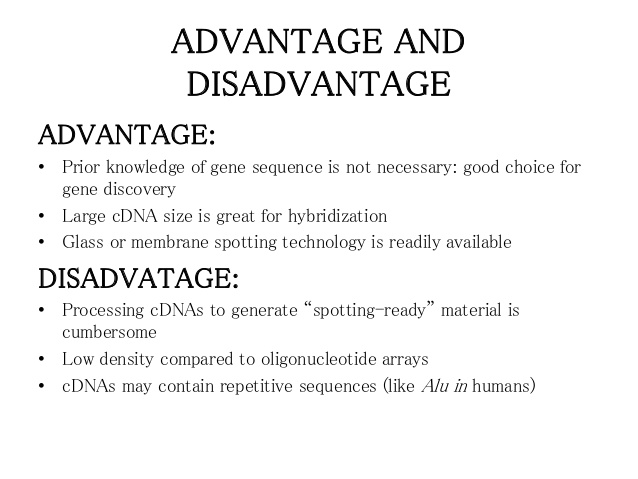 ADVANTAGE AND
DISADVANTAGE
ADVANTAGE:
• Prior knowledge of gene sequence is not necessary: good choice for
gene discovery
• Large cDNA size is great for hybridization
• Glass or membrane spotting technology is readily available
DISADVATAGE:
• Processing cDNAs to generate “spotting-ready” material is
cumbersome
• Low density compared to oligonucleotide arrays
• cDNAs may contain repetitive sequences (like Alu in humans)